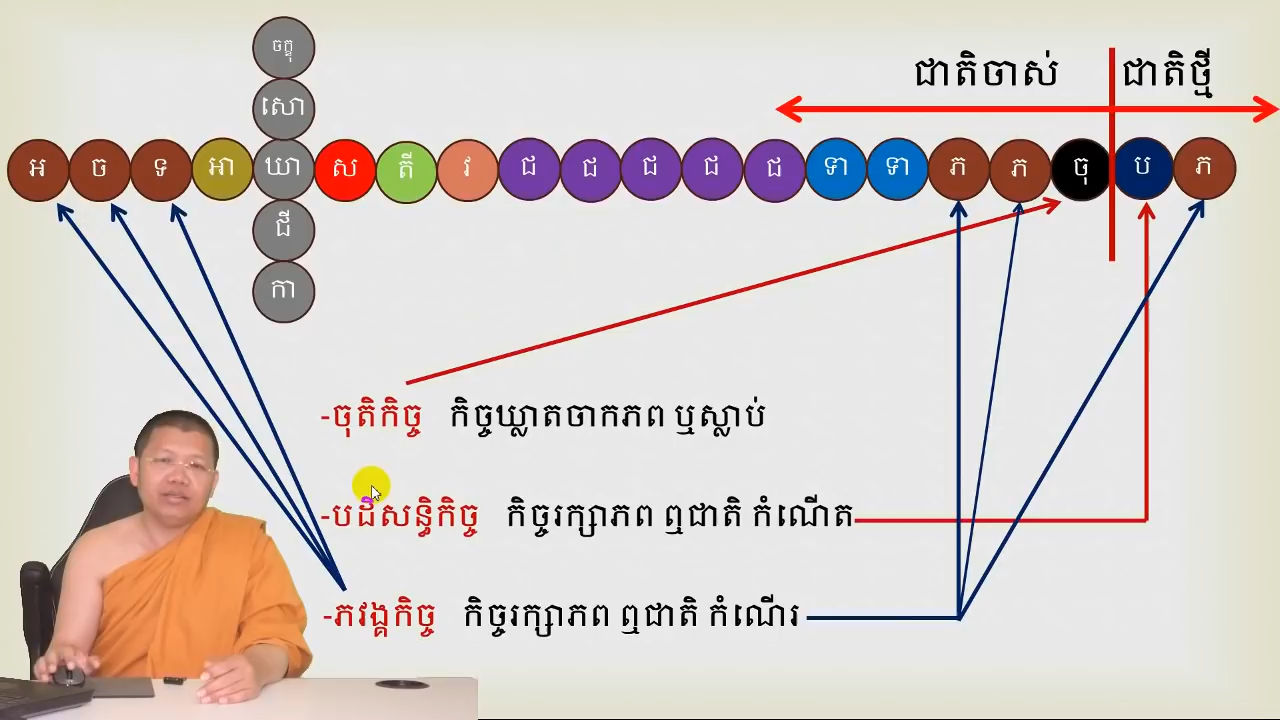 ជាតិចាស់ ជាតិថ្មី
ចក្ខុ
សោ
អ ច ទ អា ឃា ស តី វ ជ ជ ជ ជ ជ ទា ទា ភ ភ ចុ ប ភ
ជី
កា
-ចុតិកិច្ច កិច្ចឃ្លាតចាកភព ឬស្លាប់
-បដិសន្ធិកិច្ច កិច្ចរក្សាភព ឮជាតិ កំណើត
-ភវង្គកិច្ច កិច្ចរក្សាភព ឮជាតិ កំណើរ